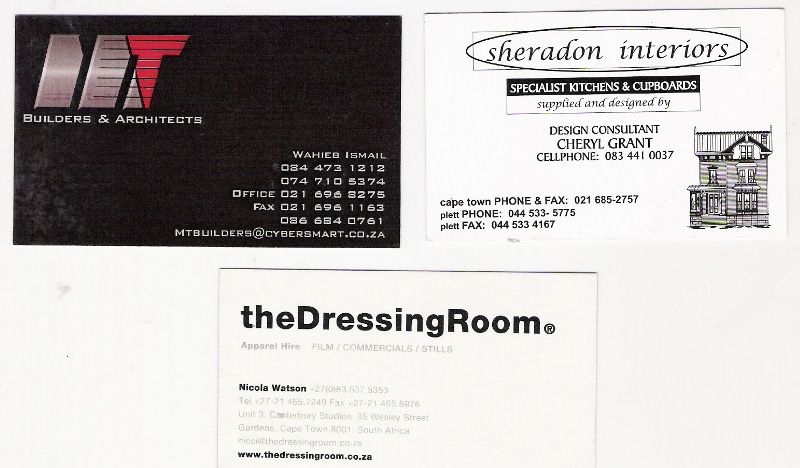 MT
Builders & Architects
Wahieb Ismail
084 473 1212
074 710 5374
Office 021 696 8275
Fax 021 696 1163
086 684 0761
Mtbuilders@cybersmart.co.za
sheradon interiors
SPECIALIST KITCHENS & CUPBOARDS
supplied and designed by
DESIGN CONSULTANT
CHERYL GRANT
CELLPHONE: 083 441 0037
cape town PHONE & FAX: 021 685-2757
plett PHONE: 044 533- 5775
plett FAX: 044 533 4167
theDressingRoom®
Apparel Hire FILM / COMMERCIALS / STILLS
Nicola Watson +27(0)83.537.5353
Tel +27-21.465.7249 Fax +27-21.465.6976
Unit 3, Canterbury Studios, 35 Wesley Street
Gardens, Cape Town 8001, South Africa
nicci@thedressingroom.co.za
www.thedressingroom.co.za